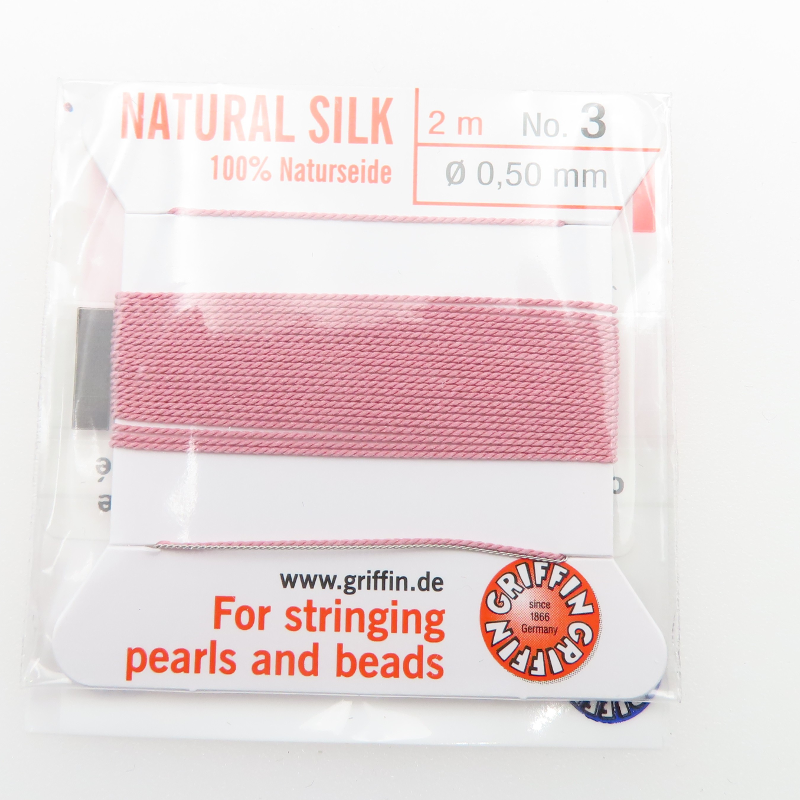 NATURAL SILK
100% Naturseide
2 m No. 3
Ø 0,50 mm
www.griffin.de
For stringing
pearls and beads
GRIFFIN GRIFFIN
since
1866
Germany